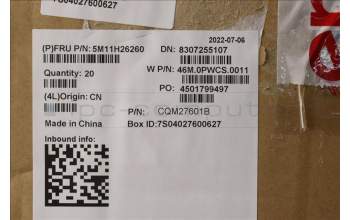 2022-07-06
(P)FRU P/N: 5M11H26260 DN: 8307255107
Quantity: 20 W P/N: 46M.0PWCS.0011
PO: 4501799497
(4L)Origin: CN
P/N: CQM27601B
Made in China Box ID:7S04027600627
Inbound info: